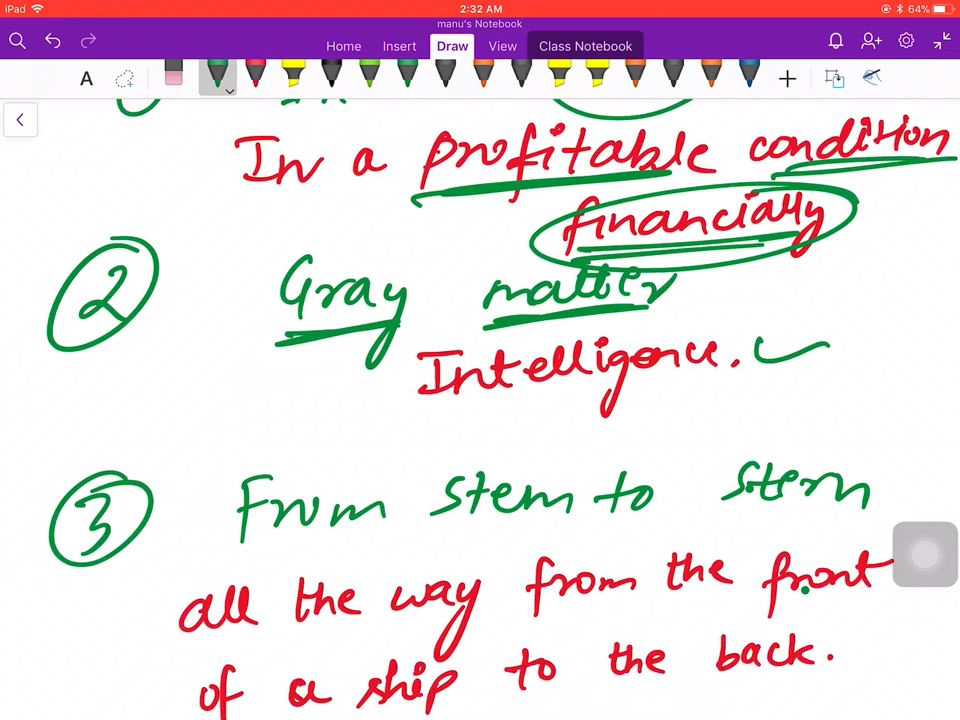 iPad 2:32 AM 64%
manu's Notebook
Home Insert Draw View Class Notebook
A
In a profitable condition
financially
2 Gray matter
Intelligence.
3 From stem to stern
all the way from the front
of a ship to the back.